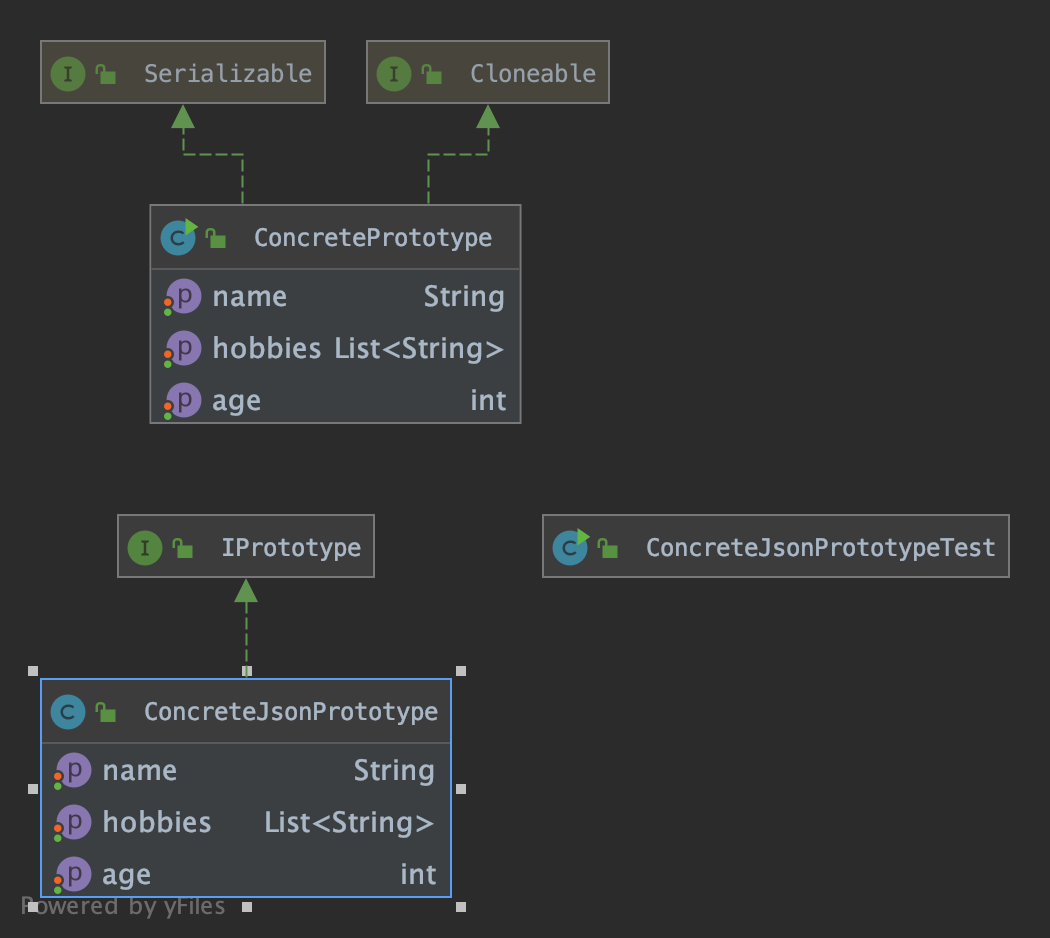 I Serializable
I Cloneable
C ConcretePrototype
p name String
p hobbies List<String>
p age int
I IPrototype
C ConcreteJsonPrototypeTest
C ConcreteJsonPrototype
p name String
p hobbies List<String>
p age int
Powered by yFiles